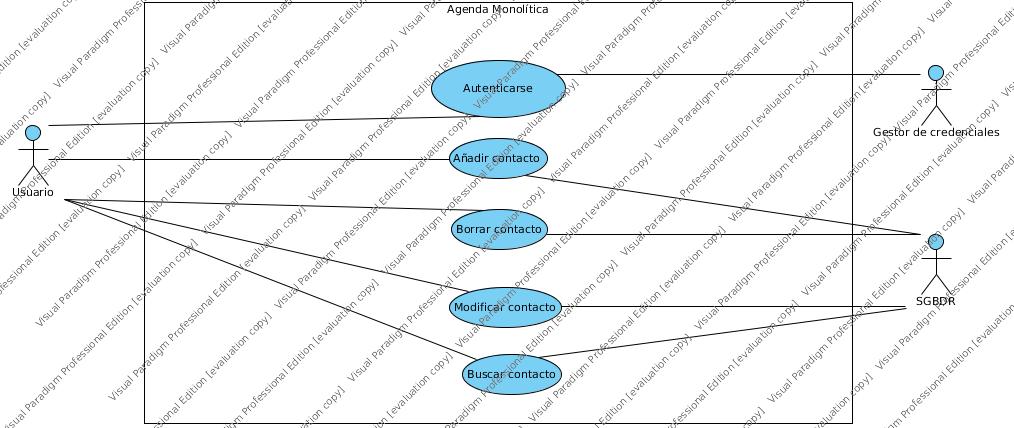 Agenda Monolítica
Autenticarse
Gestor de credenciales
Añadir contacto
Usuario
Borrar contacto
SGBDR
Modificar contacto
Buscar contacto
Visual Paradigm Professional Edition [evaluation copy]